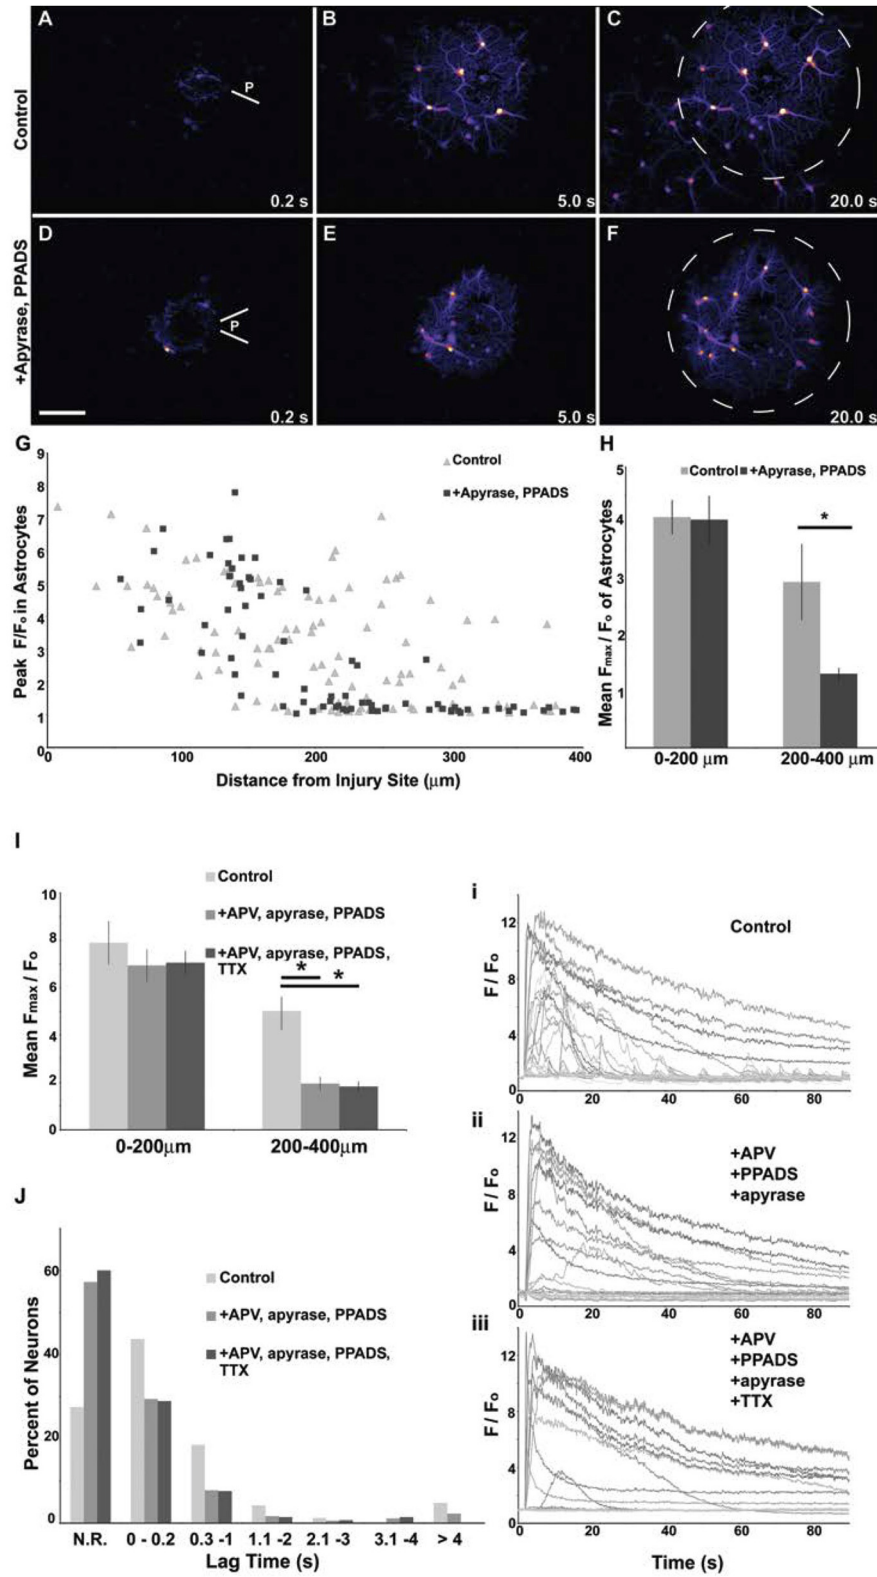 A
B
C
Control
P
0.2 s
5.0 s
20.0 s
D
E
F
+Apyrase, PPADS
P
0.2 s
5.0 s
20.0 s
G
Peak F/Fo in Astrocytes
9
8
7
6
5
4
3
2
1
0
Control
+Apyrase, PPADS
0 100 200 300 400
Distance from Injury Site (μm)
H
Mean Fmax / Fo of Astrocytes
5
4
3
2
1
Control +Apyrase, PPADS
*
0-200 μm 200-400 μm
I
Mean Fmax / Fo
10
8
6
4
2
0
Control
+APV, apyrase, PPADS
+APV, apyrase, PPADS,
TTX
* *
0-200μm 200-400μm
J
Percent of Neurons
60
40
20
0
Control
+APV, apyrase, PPADS
+APV, apyrase, PPADS,
TTX
N.R. 0 - 0.2 0.3 -1 1.1 -2 2.1 -3 3.1 -4 > 4
Lag Time (s)
i
F / Fo
12
8
4
0
Control
0 20 40 60 80
ii
F / Fo
12
8
4
0
+APV
+PPADS
+apyrase
0 20 40 60 80
iii
F / Fo
12
8
4
0
+APV
+PPADS
+apyrase
+TTX
0 20 40 60 80
Time (s)